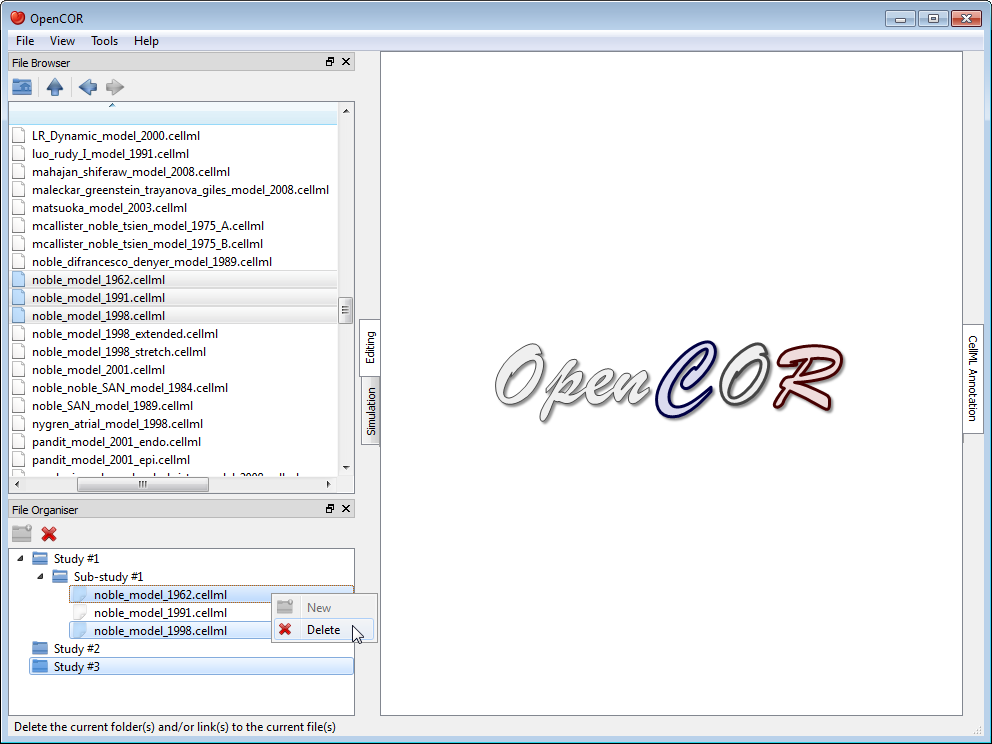 OpenCOR
File View Tools Help
File Browser
LR_Dynamic_model_2000.cellml
luo_rudy_I_model_1991.cellml
mahajan_shiferaw_model_2008.cellml
maleckar_greenstein_trayanova_giles_model_2008.cellml
matsuoka_model_2003.cellml
mcallister_noble_tsien_model_1975_A.cellml
mcallister_noble_tsien_model_1975_B.cellml
noble_difrancesco_denyer_model_1989.cellml
noble_model_1962.cellml
noble_model_1991.cellml
noble_model_1998.cellml
noble_model_1998_extended.cellml
noble_model_1998_stretch.cellml
noble_model_2001.cellml
noble_noble_SAN_model_1984.cellml
noble_SAN_model_1989.cellml
nygren_atrial_model_1998.cellml
pandit_model_2001_endo.cellml
pandit_model_2001_epi.cellml
File Organiser
Study #1
Sub-study #1
noble_model_1962.cellml
noble_model_1991.cellml
noble_model_1998.cellml
Study #2
Study #3
New
Delete
Editing
Simulation
OpenCOR
CellML Annotation
Delete the current folder(s) and/or link(s) to the current file(s)